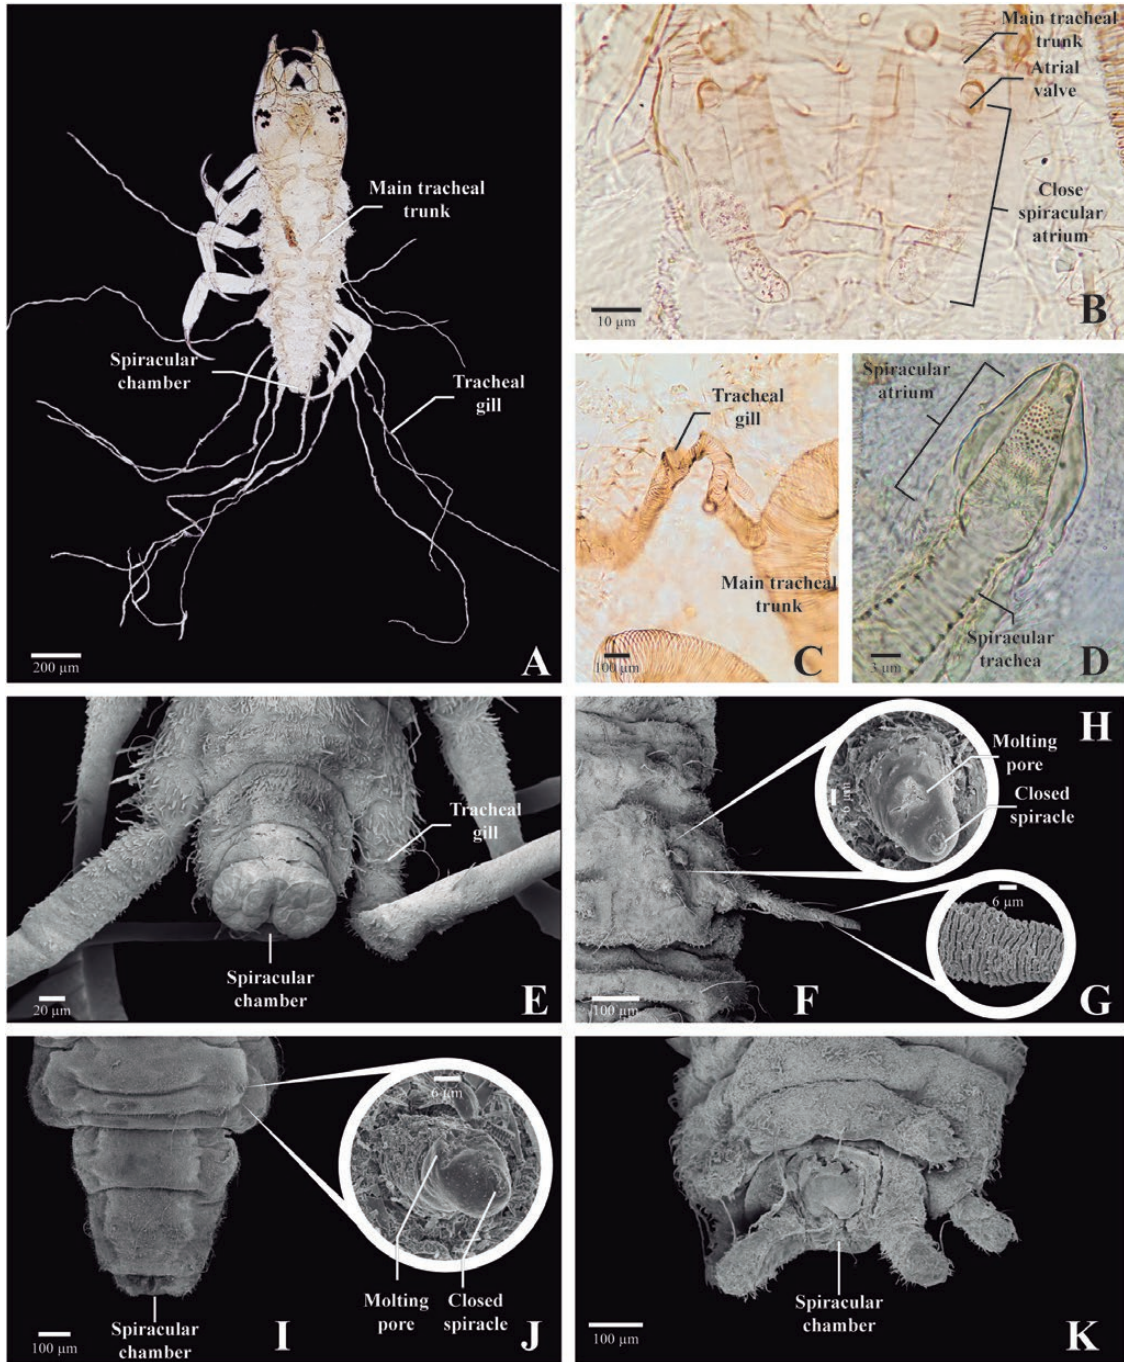 Main tracheal
trunk
Spiracular
chamber
Tracheal
gill
200 µm
A
Main tracheal
trunk
Atrial
valve
Close
spiracular
atrium
10 µm
B
Tracheal
gill
Main tracheal
trunk
100 µm
C
Spiracular
atrium
Spiracular
trachea
3 µm
D
Tracheal
gill
Spiracular
chamber
20 µm
E
H
Molting
pore
Closed
spiracle
6 µm
6 µm
100 µm
F
G
6 µm
Molting
pore
Closed
spiracle
Spiracular
chamber
100 µm
I
J
Spiracular
chamber
100 µm
K